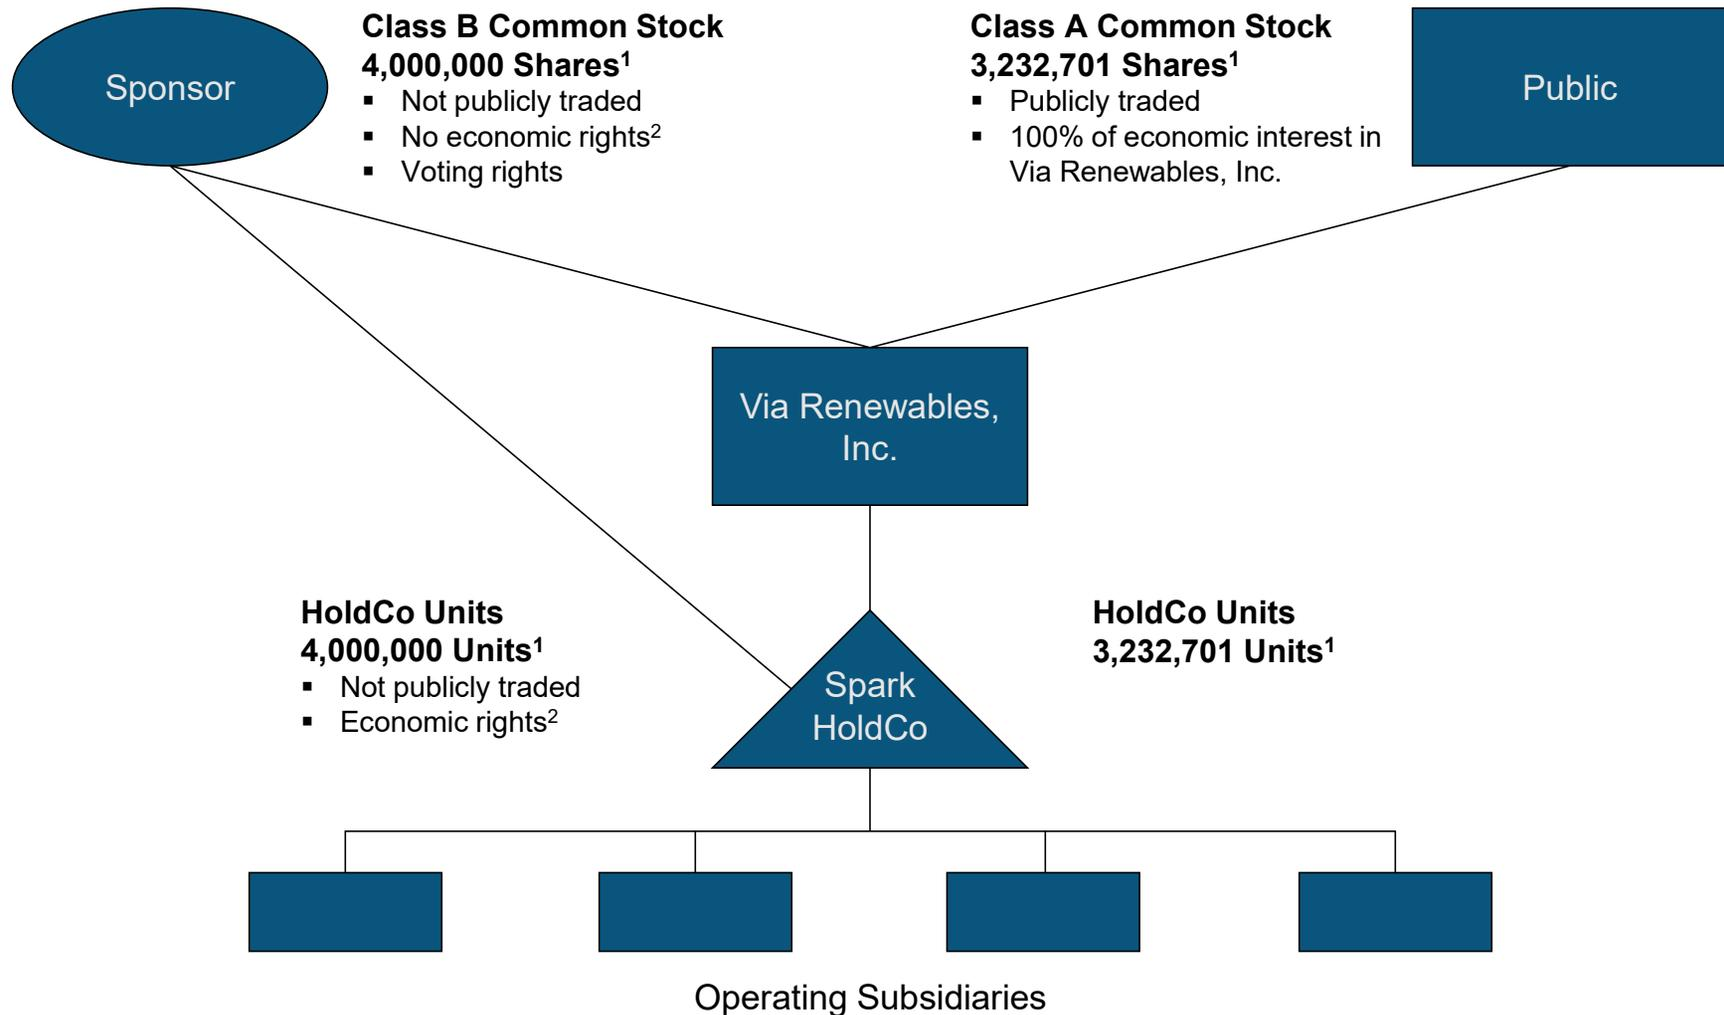 Sponsor
Class B Common Stock
4,000,000 Shares¹
▪ Not publicly traded
▪ No economic rights²
▪ Voting rights
Class A Common Stock
3,232,701 Shares¹
▪ Publicly traded
▪ 100% of economic interest in
Via Renewables, Inc.
Public
Via Renewables,
Inc.
HoldCo Units
4,000,000 Units¹
▪ Not publicly traded
▪ Economic rights²
HoldCo Units
3,232,701 Units¹
Spark
HoldCo
Operating Subsidiaries